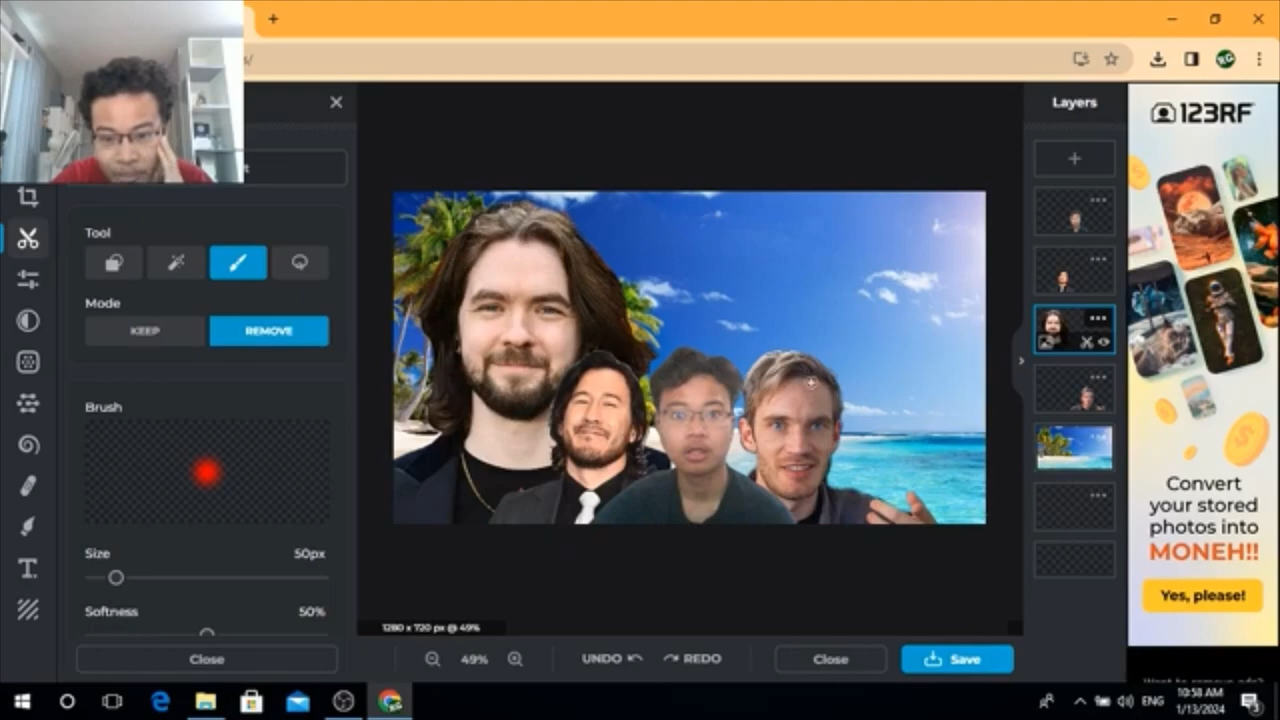 Layers
123RF
Tool
Mode
KEEP
REMOVE
Brush
Size
50px
Softness
50%
Close
1280 x 720 px @ 49%
49%
UNDO
REDO
Close
Save
Convert
your stored
photos into
MONEH!!
Yes, please!
RG
ENG
10:58 AM
1/13/2024